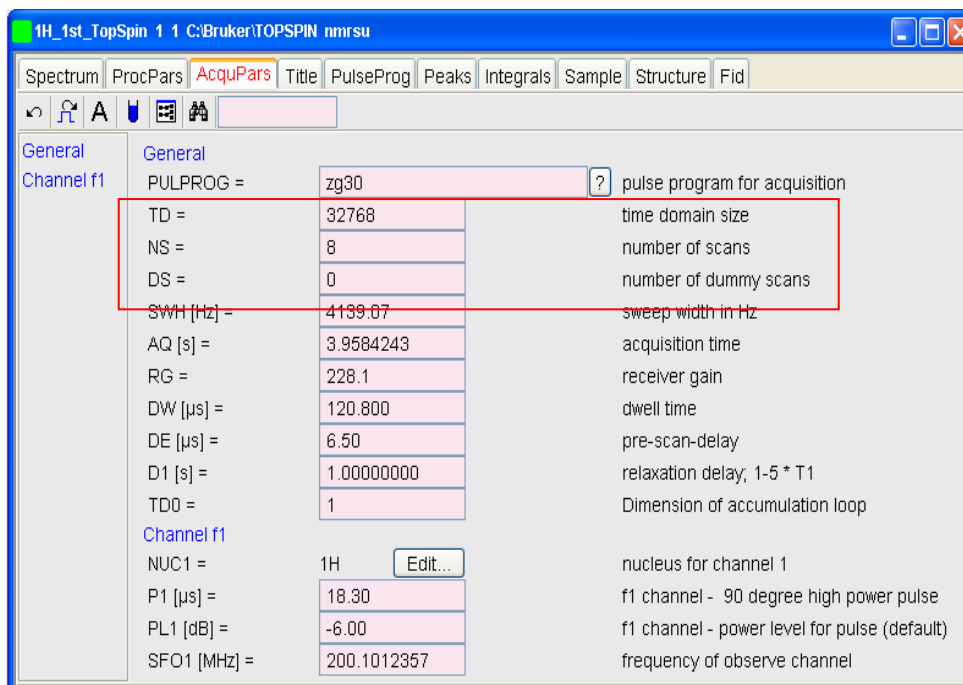 1H_1st_TopSpin 1 1 C:\Bruker\TOPSPIN nmrsu
Spectrum ProcPars AcquPars Title PulseProg Peaks Integrals Sample Structure Fid
A
General
Channel f1
General
PULPROG = zg30 ? pulse program for acquisition
TD = 32768 time domain size
NS = 8 number of scans
DS = 0 number of dummy scans
SWH [Hz] = 4139.07 sweep width in Hz
AQ [s] = 3.9584243 acquisition time
RG = 228.1 receiver gain
DW [µs] = 120.800 dwell time
DE [µs] = 6.50 pre-scan-delay
D1 [s] = 1.00000000 relaxation delay; 1-5 * T1
TD0 = 1 Dimension of accumulation loop
Channel f1
NUC1 = 1H Edit... nucleus for channel 1
P1 [µs] = 18.30 f1 channel - 90 degree high power pulse
PL1 [dB] = -6.00 f1 channel - power level for pulse (default)
SFO1 [MHz] = 200.1012357 frequency of observe channel